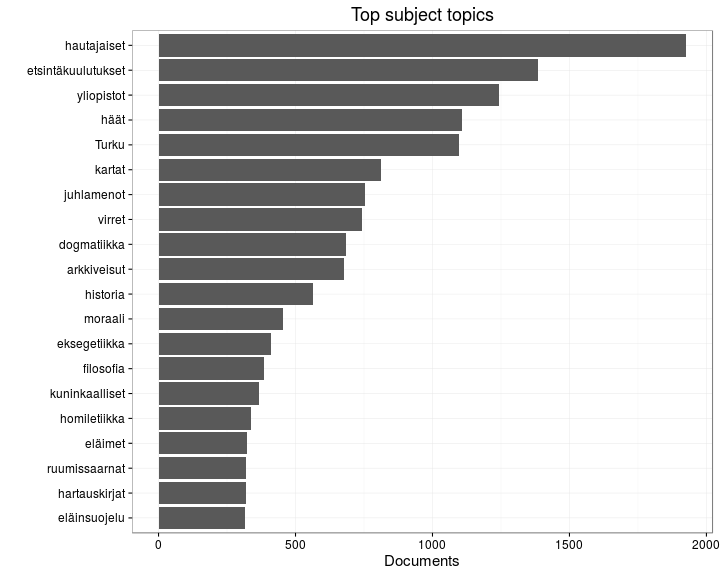 Top subject topics
hautajaiset
etsintäkuulutukset
yliopistot
häät
Turku
kartat
juhlamenot
virret
dogmatiikka
arkkiveisut
historia
moraali
eksegetiikka
filosofia
kuninkaalliset
homiletiikka
eläimet
ruumissaarnat
hartauskirjat
eläinsuojelu
0 500 1000 1500 2000
Documents